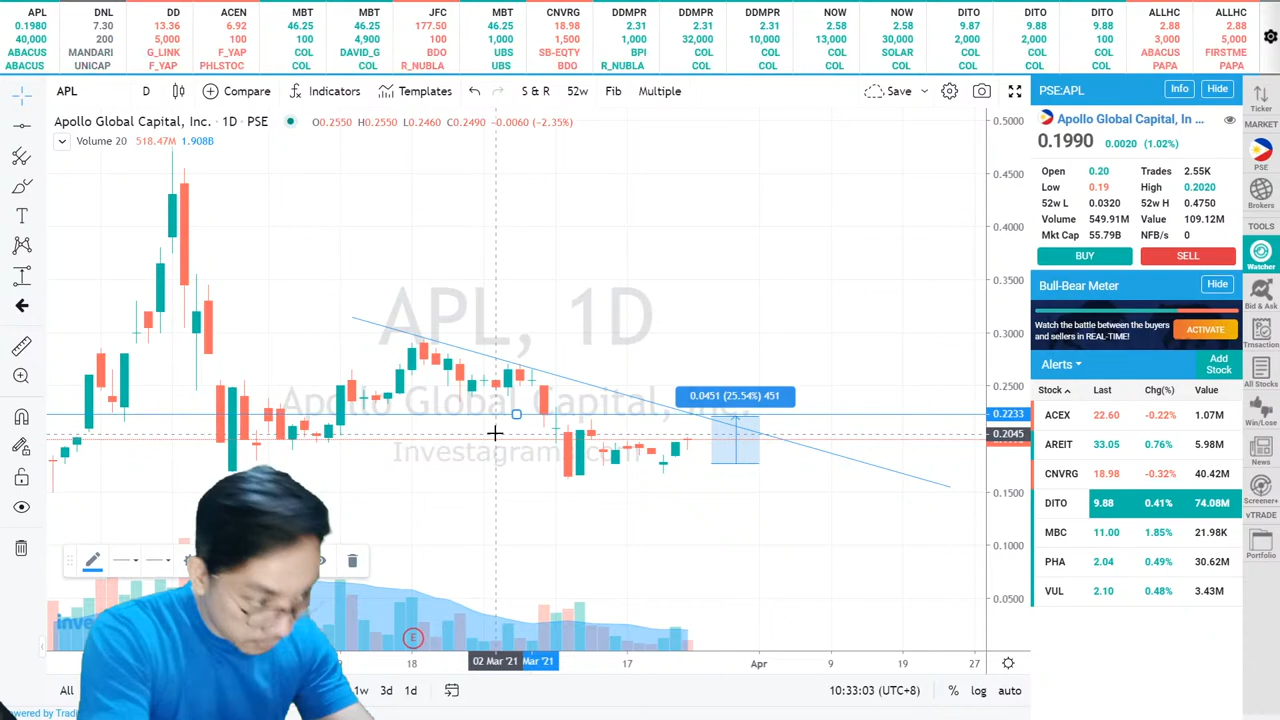 APL DNL DD ACEN MBT MBT JFC MBT CNVRG DDMPR DDMPR DDMPR NOW NOW DITO DITO DITO ALLHC ALLHC
0.1980 7.30 13.36 6.92 46.25 46.25 177.50 46.25 18.98 2.31 2.31 2.31 2.58 2.58 9.87 9.88 9.88 2.88 2.88
40,000 200 5,000 100 100 4,900 100 1,000 1,500 1,000 32,000 10,000 13,000 30,000 2,000 2,000 100 3,000 5,000
ABACUS MANDARI G_LINK F_YAP COL DAVID_G BDO UBS SB-EQTY BPI COL COL COL SOLAR COL COL COL ABACUS FIRSTME
ABACUS UNICAP F_YAP PHLSTOC COL COL R_NUBLA UBS BDO R_NUBLA COL COL COL COL COL COL COL PAPA PAPA
APL D Compare Indicators Templates S & R 52w Fib Multiple Save
Apollo Global Capital, Inc. · 1D · PSE O0.2550 H0.2550 L0.2460 C0.2490 -0.0060 (-2.35%)
Volume 20 518.47M 1.908B
APL, 1D
Apollo Global Capital, Inc.
Investagrams.com
0.0451 (25.54%) 451
0.5000
0.4500
0.4000
0.3500
0.3000
0.2500
0.2233
0.2045
0.1500
0.1000
0.0500
E
02 Mar '21 Mar '21
18 17 Apr 9 19 27
All 1w 3d 1d 10:33:03 (UTC+8) % log auto
PSE:APL Info Hide
Apollo Global Capital, In ...
0.1990 0.0020 (1.02%)
Open 0.20 Trades 2.55K
Low 0.19 High 0.2020
52w L 0.0320 52w H 0.4750
Volume 549.91M Value 109.12M
Mkt Cap 55.79B NFB/s 0
BUY SELL
Bull-Bear Meter Hide
Watch the battle between the buyers
and sellers in REAL-TIME!
ACTIVATE
Alerts Add
Stock
Stock Last Chg(%) Value
ACEX 22.60 -0.22% 1.07M
AREIT 33.05 0.76% 5.98M
CNVRG 18.98 -0.32% 40.42M
DITO 9.88 0.41% 74.08M
MBC 11.00 1.85% 21.98K
PHA 2.04 0.49% 30.62M
VUL 2.10 0.48% 3.43M
Ticker
MARKET
PSE
Brokers
TOOLS
Watcher
Bid & Ask
Trnsaction
All Stocks
Win/Lose
News
Screener+
vTRADE
Portfolio